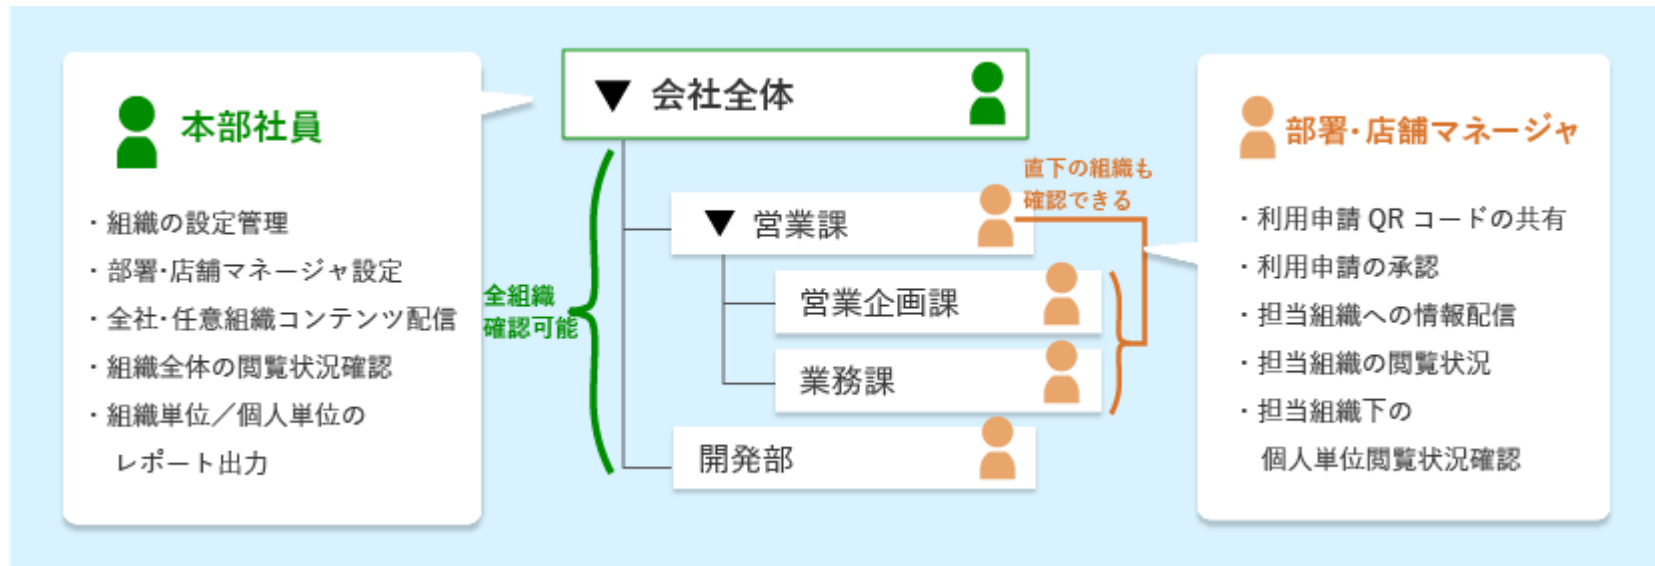 本部社員
・組織の設定管理
・部署・店舗マネージャ設定
・全社・任意組織コンテンツ配信
・組織全体の閲覧状況確認
・組織単位／個人単位の
レポート出力
▼ 会社全体
全組織
確認可能
▼ 営業課
直下の組織も
確認できる
営業企画課
業務課
開発部
部署・店舗マネージャ
・利用申請 QR コードの共有
・利用申請の承認
・担当組織への情報配信
・担当組織の閲覧状況
・担当組織下の
個人単位閲覧状況確認